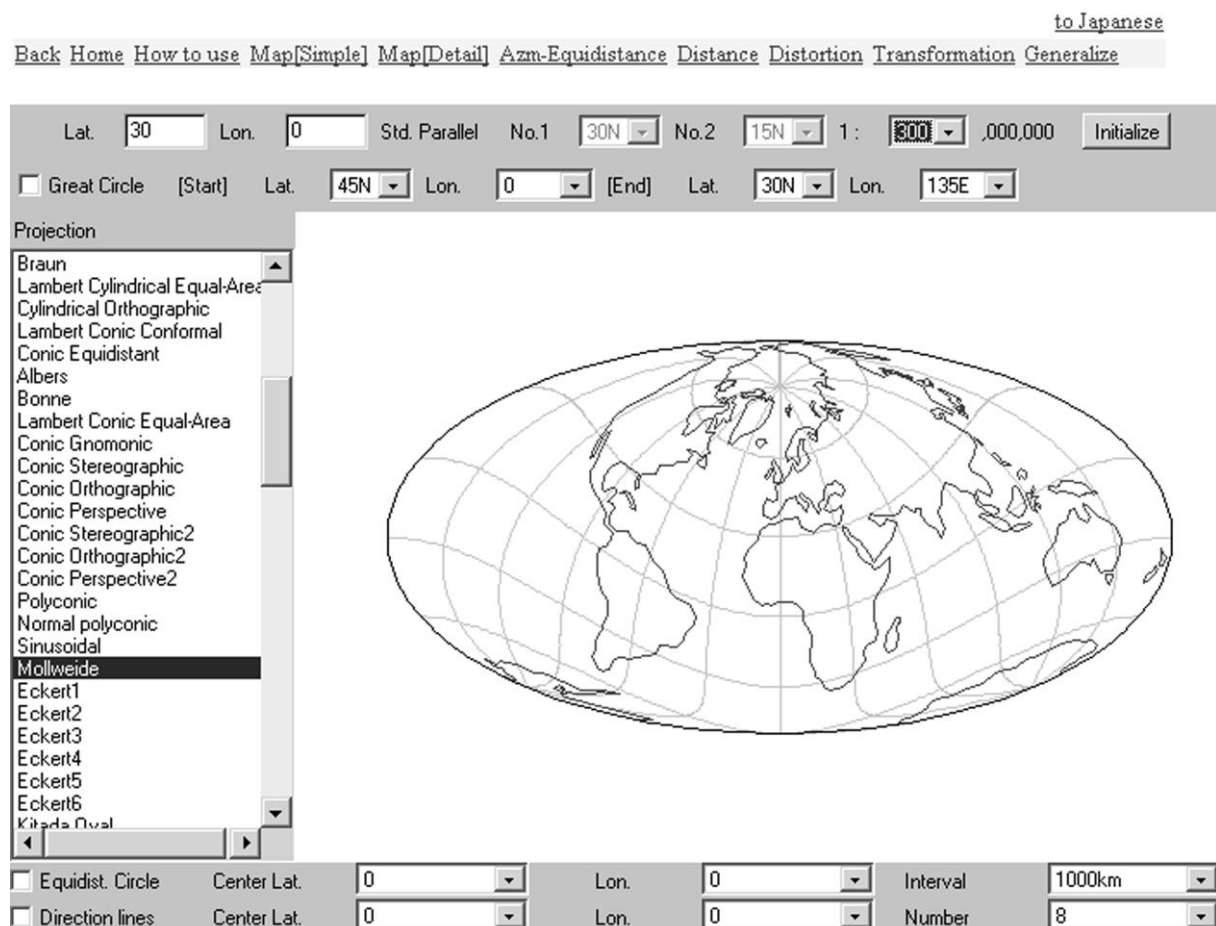 to Japanese
Back Home How to use Map[Simple] Map[Detail] Azm-Equidistance Distance Distortion Transformation Generalize
Lat. 30 Lon. 0 Std. Parallel No.1 30N No.2 15N 1 : 300 ,000,000 Initialize
Great Circle [Start] Lat. 45N Lon. 0 [End] Lat. 30N Lon. 135E
Projection
Braun
Lambert Cylindrical Equal-Area
Cylindrical Orthographic
Lambert Conic Conformal
Conic Equidistant
Albers
Bonne
Lambert Conic Equal-Area
Conic Gnomonic
Conic Stereographic
Conic Orthographic
Conic Perspective
Conic Stereographic2
Conic Orthographic2
Conic Perspective2
Polyconic
Normal polyconic
Sinusoidal
Mollweide
Eckert1
Eckert2
Eckert3
Eckert4
Eckert5
Eckert6
Kitada Oval
Equidist. Circle Center Lat. 0 Lon. 0 Interval 1000km
Direction lines Center Lat. 0 Lon. 0 Number 8